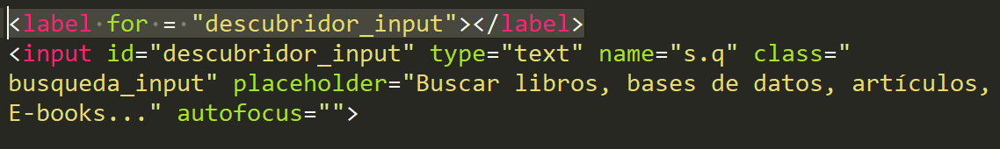 <label for = "descubridor_input"></label>
<input id="descubridor_input" type="text" name="s.q" class="
busqueda_input" placeholder="Buscar libros, bases de datos, artículos,
E-books..." autofocus="">